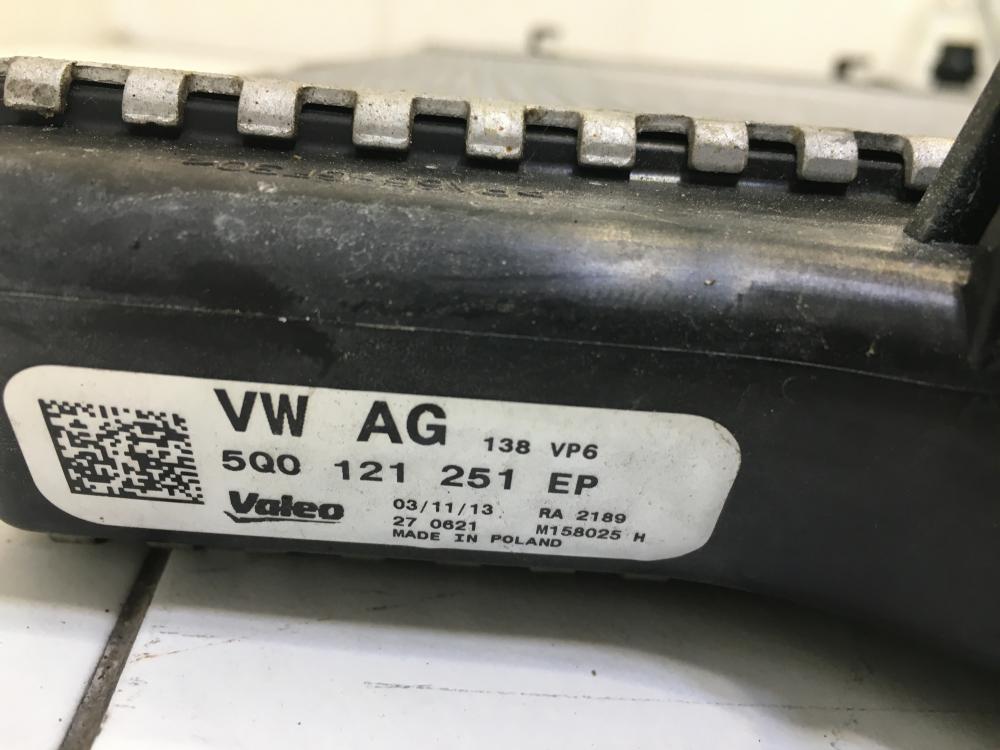 VW AG 138 VP6
5Q0 121 251 EP
Valeo 03/11/13 RA 2189
27 0621 M158025 H
MADE IN POLAND